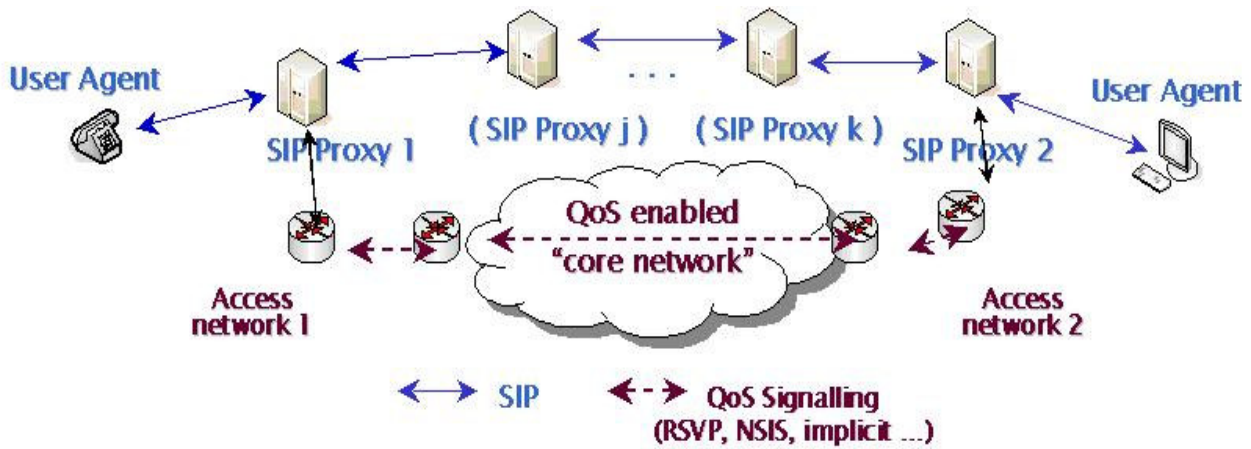 User Agent
SIP Proxy 1
( SIP Proxy j )
. . .
( SIP Proxy k )
SIP Proxy 2
User Agent
QoS enabled
“core network”
Access
network 1
Access
network 2
SIP
QoS Signalling
(RSVP, NSIS, implicit ...)